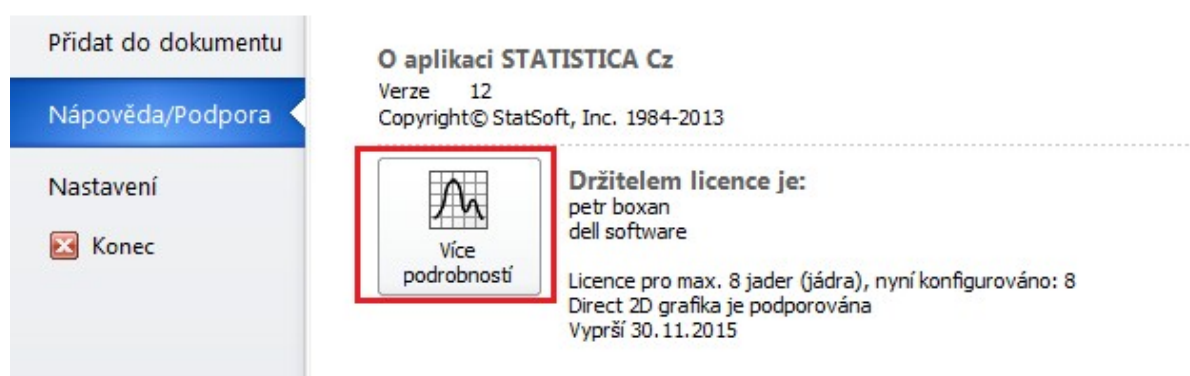 Přidat do dokumentu
Nápověda/Podpora
Nastavení
Konec
O aplikaci STATISTICA Cz
Verze 12
Copyright© StatSoft, Inc. 1984-2013
Více
podrobností
Držitelem licence je:
petr boxan
dell software
Licence pro max. 8 jader (jádra), nyní konfigurováno: 8
Direct 2D grafika je podporována
Vyprší 30.11.2015